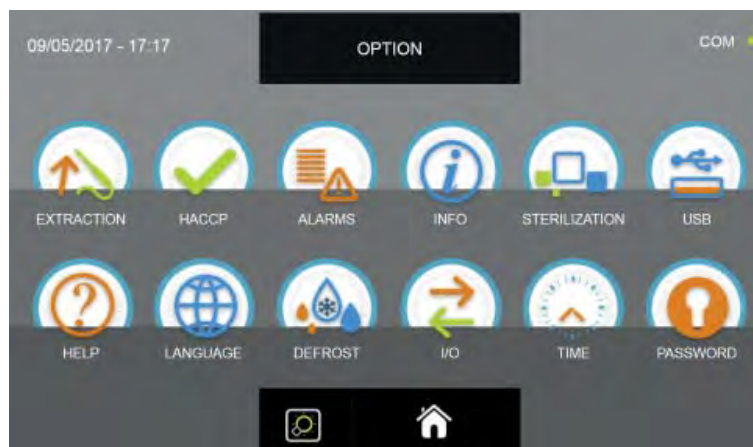 09/05/2017 - 17:17 OPTION COM
EXTRACTION HACCP ALARMS INFO STERILIZATION USB
HELP LANGUAGE DEFROST I/O TIME PASSWORD